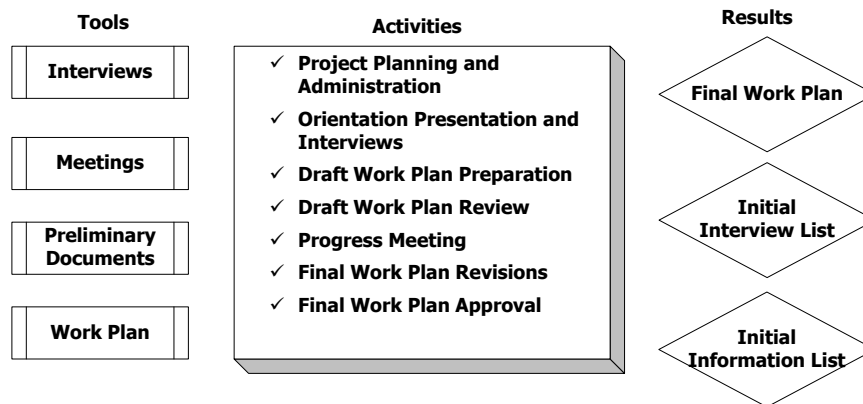 Tools
Interviews
Meetings
Preliminary
Documents
Work Plan
Activities
✓ Project Planning and
Administration
✓ Orientation Presentation and
Interviews
✓ Draft Work Plan Preparation
✓ Draft Work Plan Review
✓ Progress Meeting
✓ Final Work Plan Revisions
✓ Final Work Plan Approval
Results
Final Work Plan
Initial
Interview List
Initial
Information List